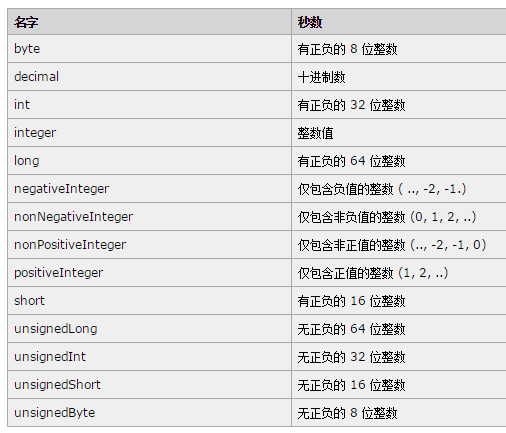 名字 秒数
byte 有正负的 8 位整数
decimal 十进制数
int 有正负的 32 位整数
integer 整数值
long 有正负的 64 位整数
negativeInteger 仅包含负值的整数 ( .., -2, -1.)
nonNegativeInteger 仅包含非负值的整数 (0, 1, 2, ..)
nonPositiveInteger 仅包含非正值的整数 (.., -2, -1, 0)
positiveInteger 仅包含正值的整数 (1, 2, ..)
short 有正负的 16 位整数
unsignedLong 无正负的 64 位整数
unsignedInt 无正负的 32 位整数
unsignedShort 无正负的 16 位整数
unsignedByte 无正负的 8 位整数